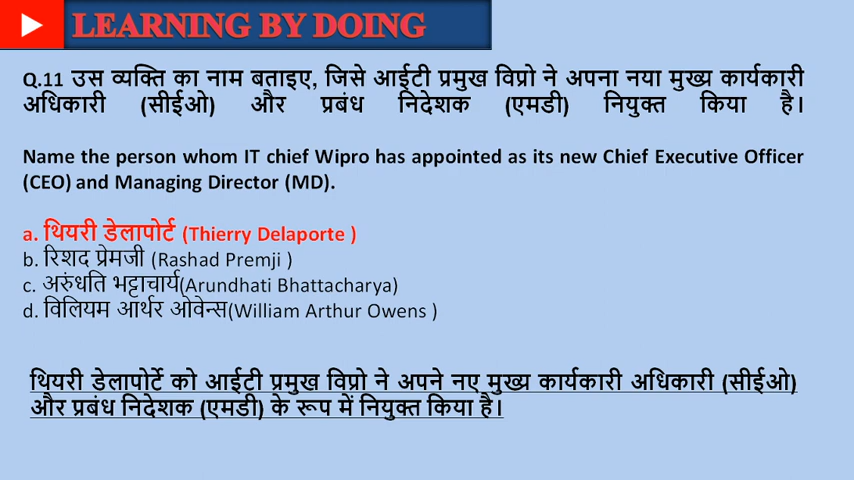 LEARNING BY DOING
Q.11 उस व्यक्ति का नाम बताइए, जिसे आईटी प्रमुख विप्रो ने अपना नया मुख्य कार्यकारी
अधिकारी (सीईओ) और प्रबंध निदेशक (एमडी) नियुक्त किया है।
Name the person whom IT chief Wipro has appointed as its new Chief Executive Officer
(CEO) and Managing Director (MD).
a. थियरी डेलापोर्ट (Thierry Delaporte )
b. रिशद प्रेमजी (Rashad Premji )
c. अरुंधति भट्टाचार्य(Arundhati Bhattacharya)
d. विलियम आर्थर ओवेन्स(William Arthur Owens )
थियरी डेलापोर्टे को आईटी प्रमुख विप्रो ने अपने नए मुख्य कार्यकारी अधिकारी (सीईओ)
और प्रबंध निदेशक (एमडी) के रूप में नियुक्त किया है।